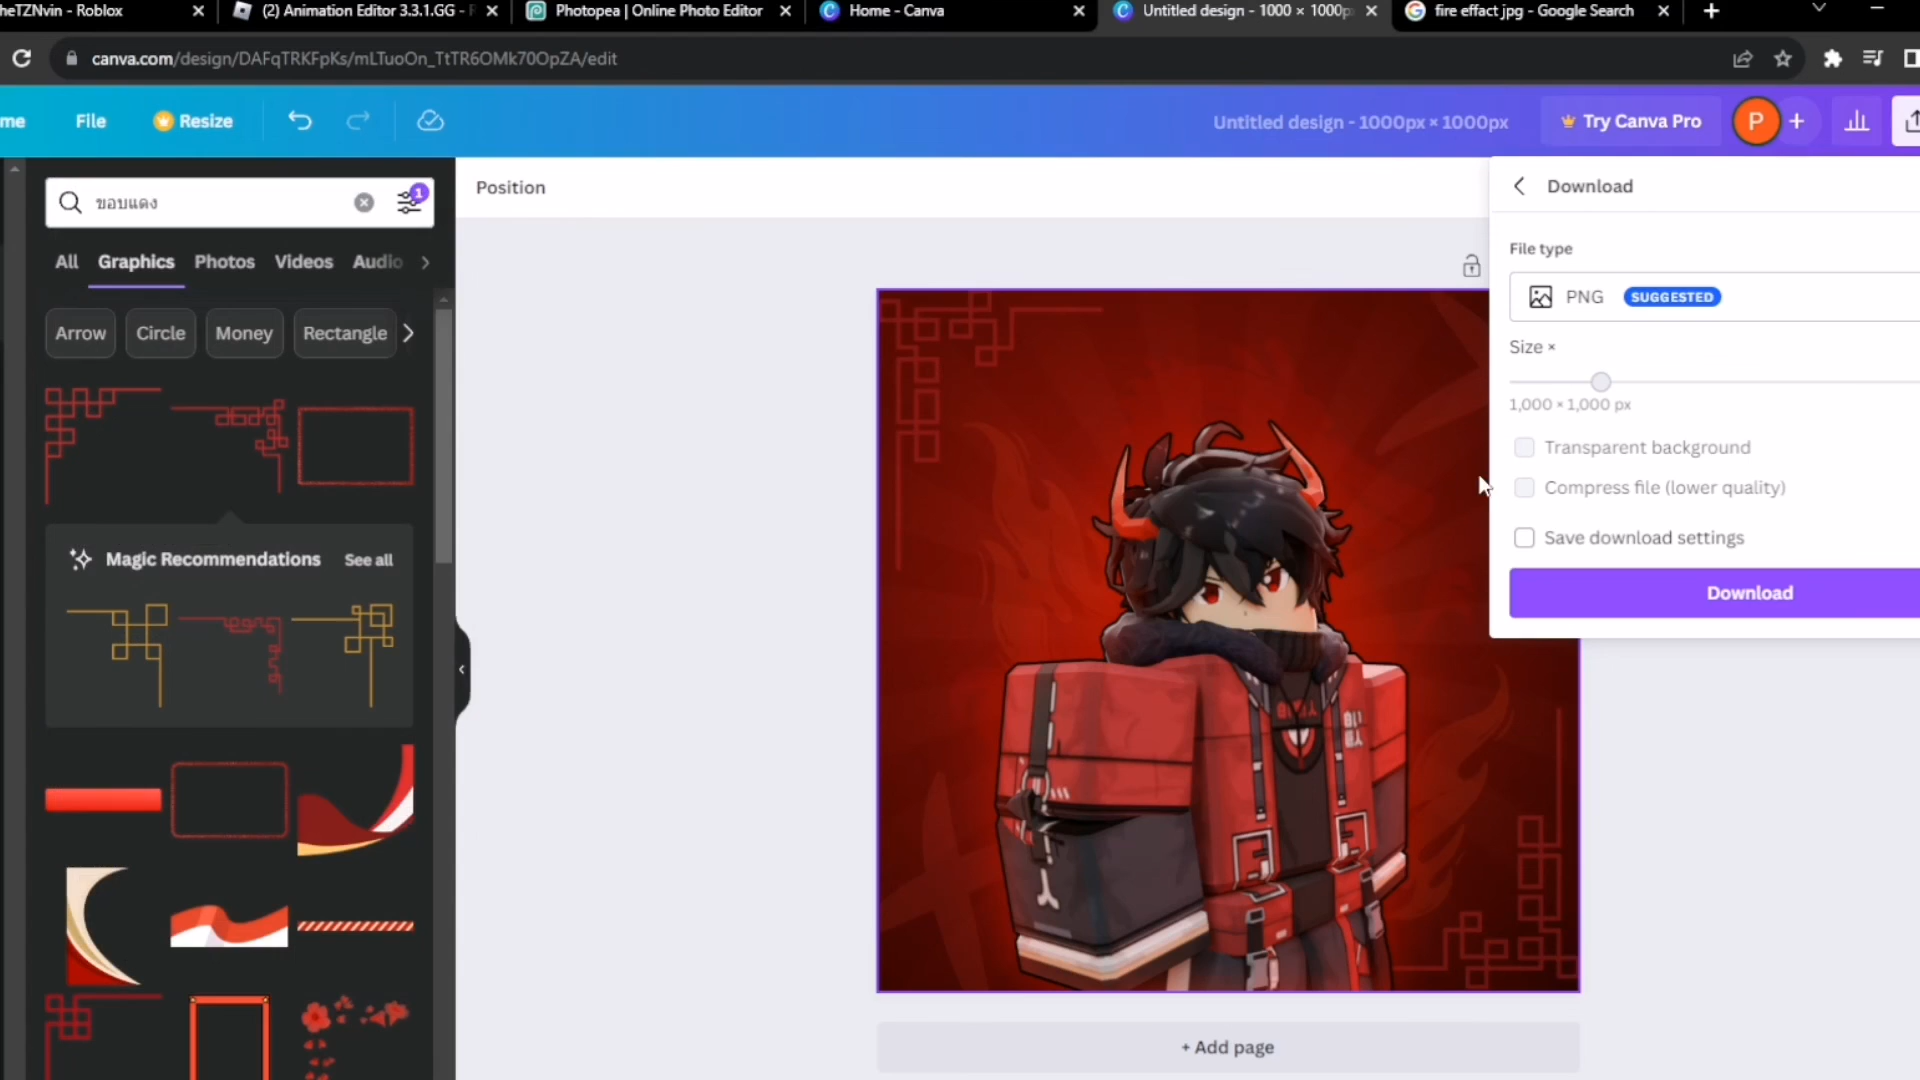 heTZNvin - Roblox
(2) Animation Editor 3.3.1.GG -
Photopea | Online Photo Editor
Home - Canva
Untitled design - 1000 × 1000p
fire effact jpg - Google Search
canva.com/design/DAFqTRKFpKs/mLTuoOn_TtTR6OMk70OpZA/edit
me
File
Resize
Untitled design - 1000px × 1000px
Try Canva Pro
P
ขอบแดง
1
Position
Download
All
Graphics
Photos
Videos
Audio
File type
PNG
SUGGESTED
Arrow
Circle
Money
Rectangle
Size ×
1,000 × 1,000 px
Transparent background
Compress file (lower quality)
Save download settings
Download
Magic Recommendations
See all
+ Add page